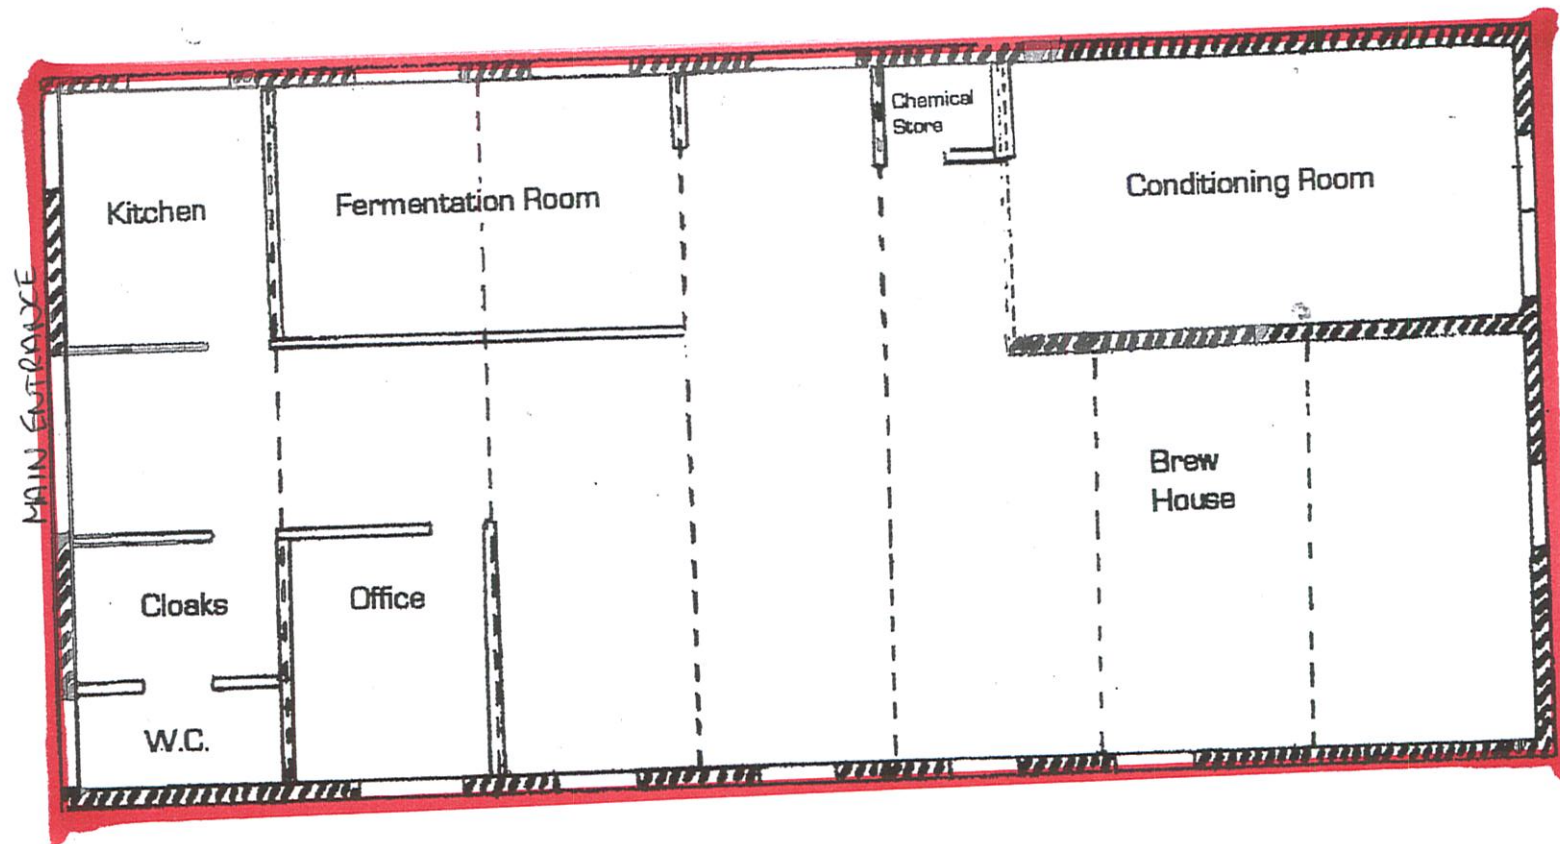 Chemical
Store
Kitchen
Fermentation Room
Conditioning Room
MAIN ENTRANCE
Brew
House
Cloaks
Office
W.C.